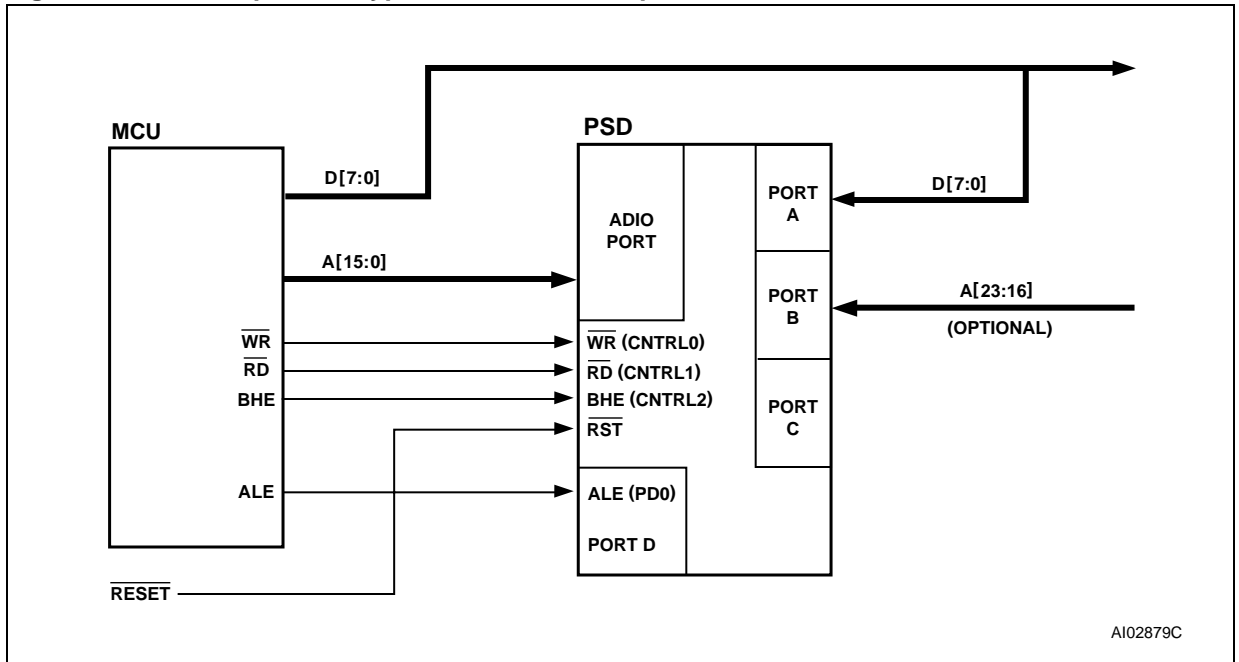 MCU
PSD
D[7:0]
D[7:0]
PORT
A
ADIO
PORT
A[15:0]
PORT
B
A[23:16]
(OPTIONAL)
WR
WR (CNTRL0)
RD
RD (CNTRL1)
BHE
BHE (CNTRL2)
PORT
C
RST
ALE
ALE (PD0)
PORT D
RESET
AI02879C